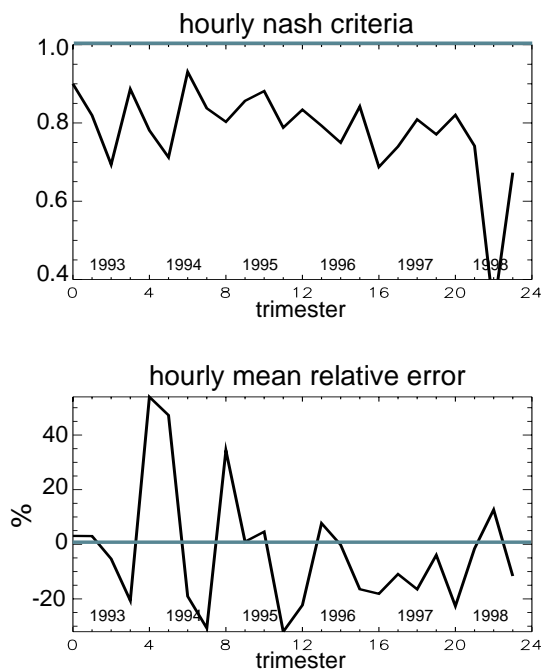 hourly nash criteria
1.0
0.8
0.6
0.4
1993 1994 1995 1996 1997 1998
0 4 8 12 16 20 24
trimester
hourly mean relative error
40
20
0
-20
%
1993 1994 1995 1996 1997 1998
0 4 8 12 16 20 24
trimester